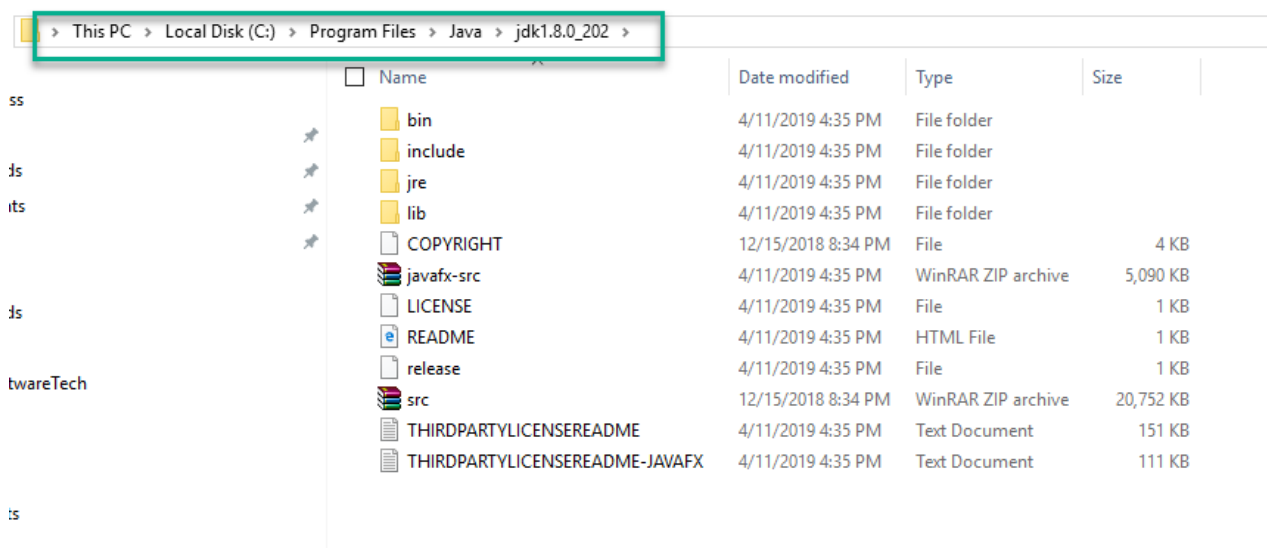 This PC > Local Disk (C:) > Program Files > Java > jdk1.8.0_202 >
Name Date modified Type Size
ss
bin 4/11/2019 4:35 PM File folder
include 4/11/2019 4:35 PM File folder
ds
jre 4/11/2019 4:35 PM File folder
nts
lib 4/11/2019 4:35 PM File folder
COPYRIGHT 12/15/2018 8:34 PM File 4 KB
javafx-src 4/11/2019 4:35 PM WinRAR ZIP archive 5,090 KB
ds
LICENSE 4/11/2019 4:35 PM File 1 KB
README 4/11/2019 4:35 PM HTML File 1 KB
release 4/11/2019 4:35 PM File 1 KB
twareTech
src 12/15/2018 8:34 PM WinRAR ZIP archive 20,752 KB
THIRDPARTYLICENSEREADME 4/11/2019 4:35 PM Text Document 151 KB
THIRDPARTYLICENSEREADME-JAVAFX 4/11/2019 4:35 PM Text Document 111 KB
ts